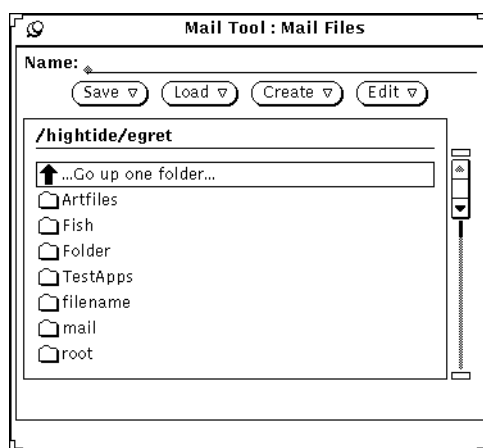 Mail Tool : Mail Files
Name:
Save Load Create Edit
/hightide/egret
...Go up one folder...
Artfiles
Fish
Folder
TestApps
filename
mail
root